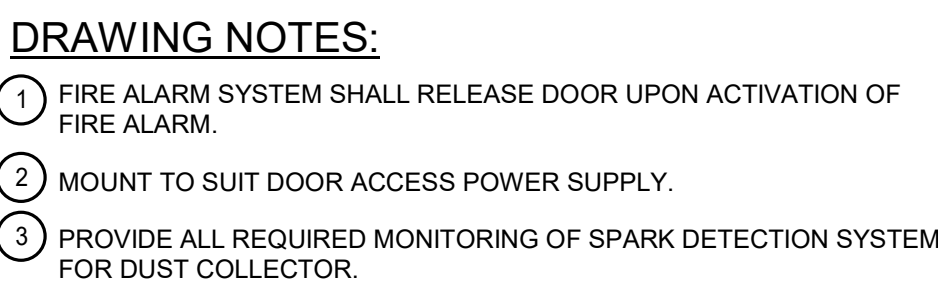 DRAWING NOTES:
1 FIRE ALARM SYSTEM SHALL RELEASE DOOR UPON ACTIVATION OF
FIRE ALARM.
2 MOUNT TO SUIT DOOR ACCESS POWER SUPPLY.
3 PROVIDE ALL REQUIRED MONITORING OF SPARK DETECTION SYSTEM
FOR DUST COLLECTOR.